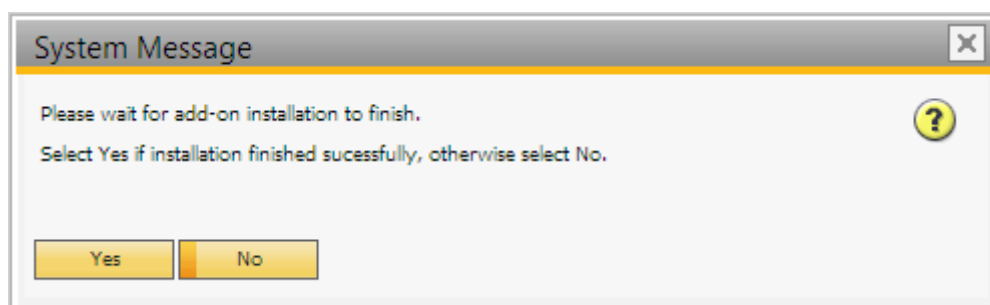 System Message
Please wait for add-on installation to finish.
Select Yes if installation finished sucessfully, otherwise select No.
Yes No